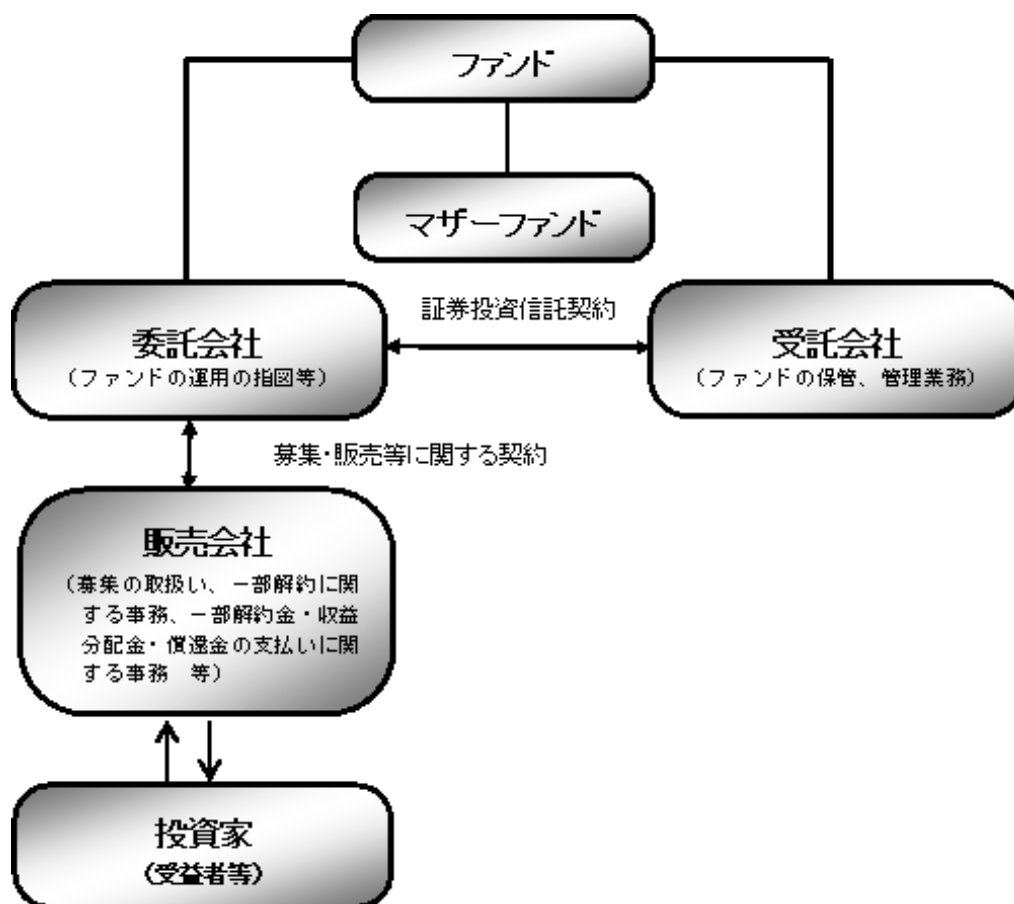 ファンド
マザーファンド
証券投資信託契約
委託会社
(ファンドの運用の指図等)
受託会社
(ファンドの保管、管理業務)
募集・販売等に関する契約
販売会社
(募集の取扱い、一部解約に関
する事務、一部解約金・収益
分配金・償還金の支払いに関
する事務 等)
投資家
(受益者等)